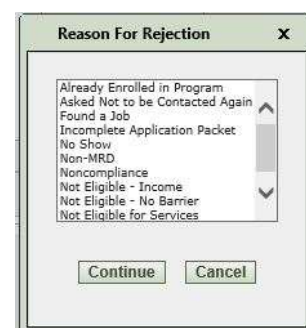 Reason For Rejection X
Already Enrolled in Program
Asked Not to be Contacted Again
Found a Job
Incomplete Application Packet
No Show
Non-MRD
Noncompliance
Not Eligible - Income
Not Eligible - No Barrier
Not Eligible for Services
Continue Cancel